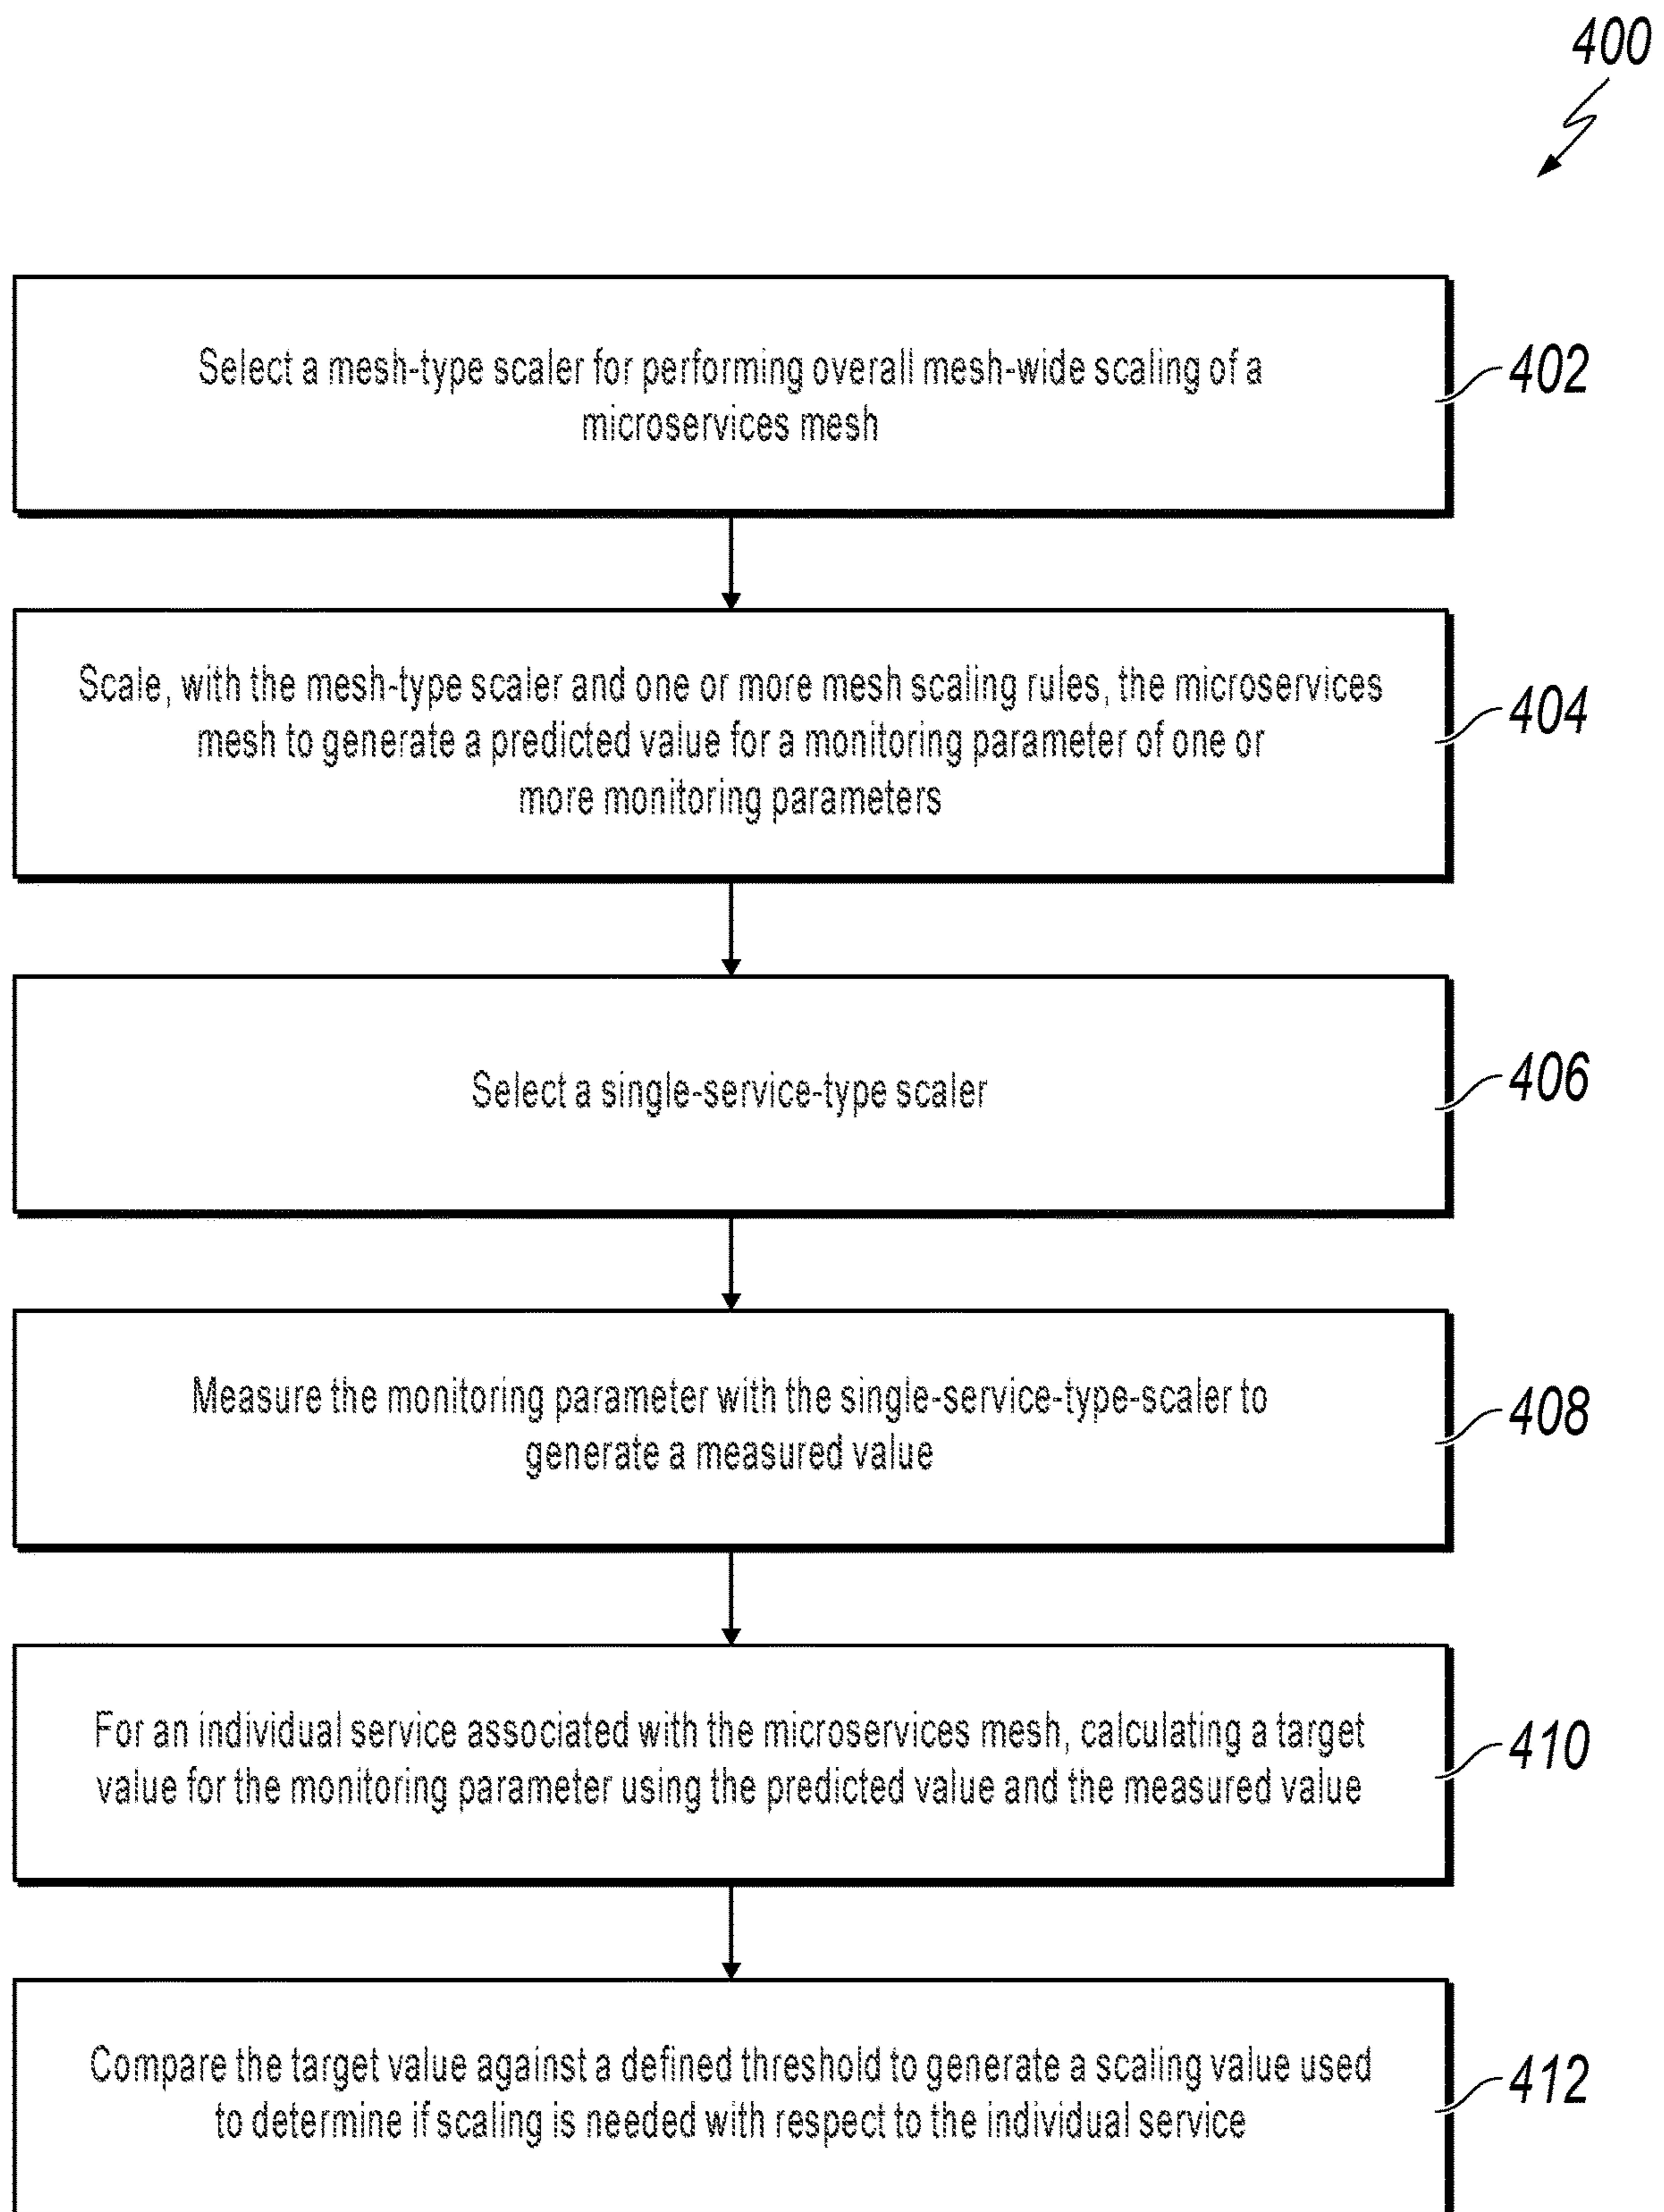 400
Select a mesh-type scaler for performing overall mesh-wide scaling of a
microservices mesh
402
Scale, with the mesh-type scaler and one or more mesh scaling rules, the microservices
mesh to generate a predicted value for a monitoring parameter of one or
more monitoring parameters
404
Select a single-service-type scaler
406
Measure the monitoring parameter with the single-service-type-scaler to
generate a measured value
408
For an individual service associated with the microservices mesh, calculating a target
value for the monitoring parameter using the predicted value and the measured value
410
Compare the target value against a defined threshold to generate a scaling value used
to determine if scaling is needed with respect to the individual service
412